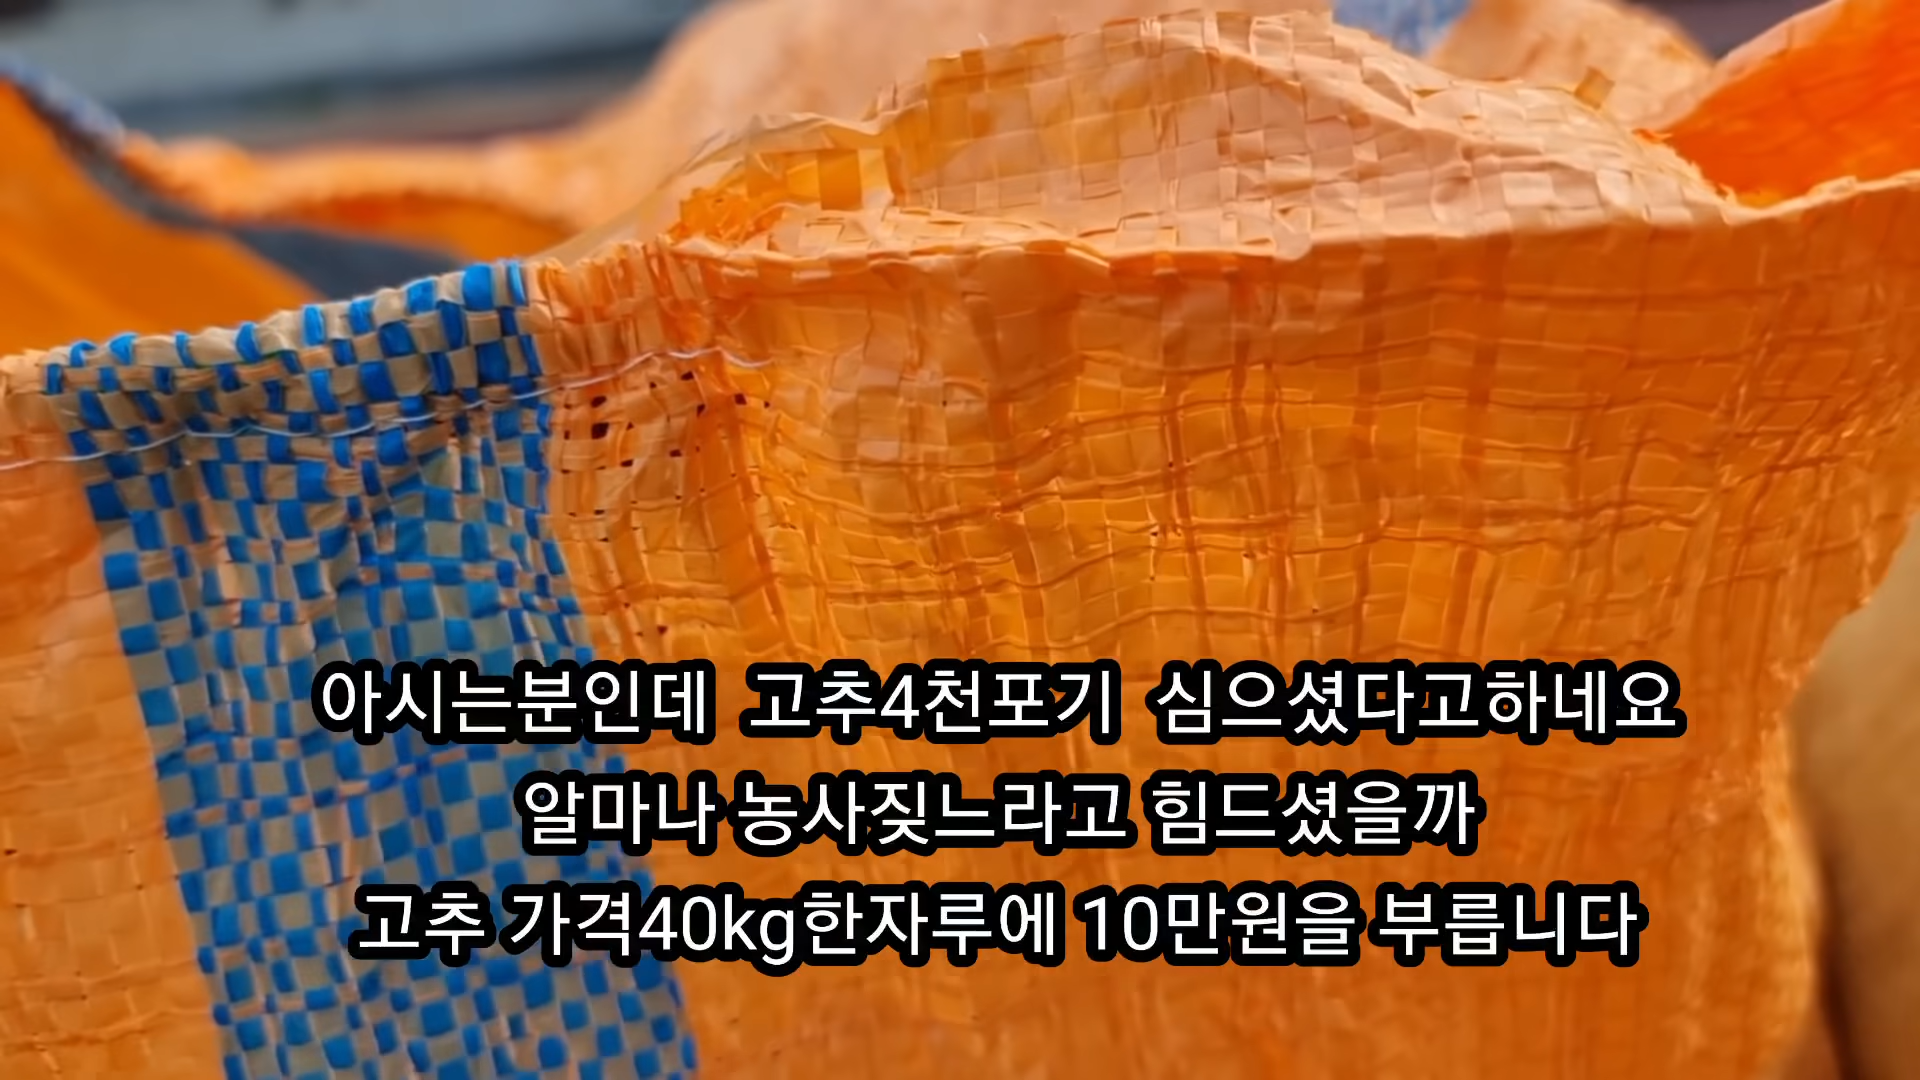 아시는분인데 고추4천포기 심으셨다고하네요
알마나 농사짖느라고 힘드셨을까
고추 가격40kg한자루에 10만원을 부릅니다